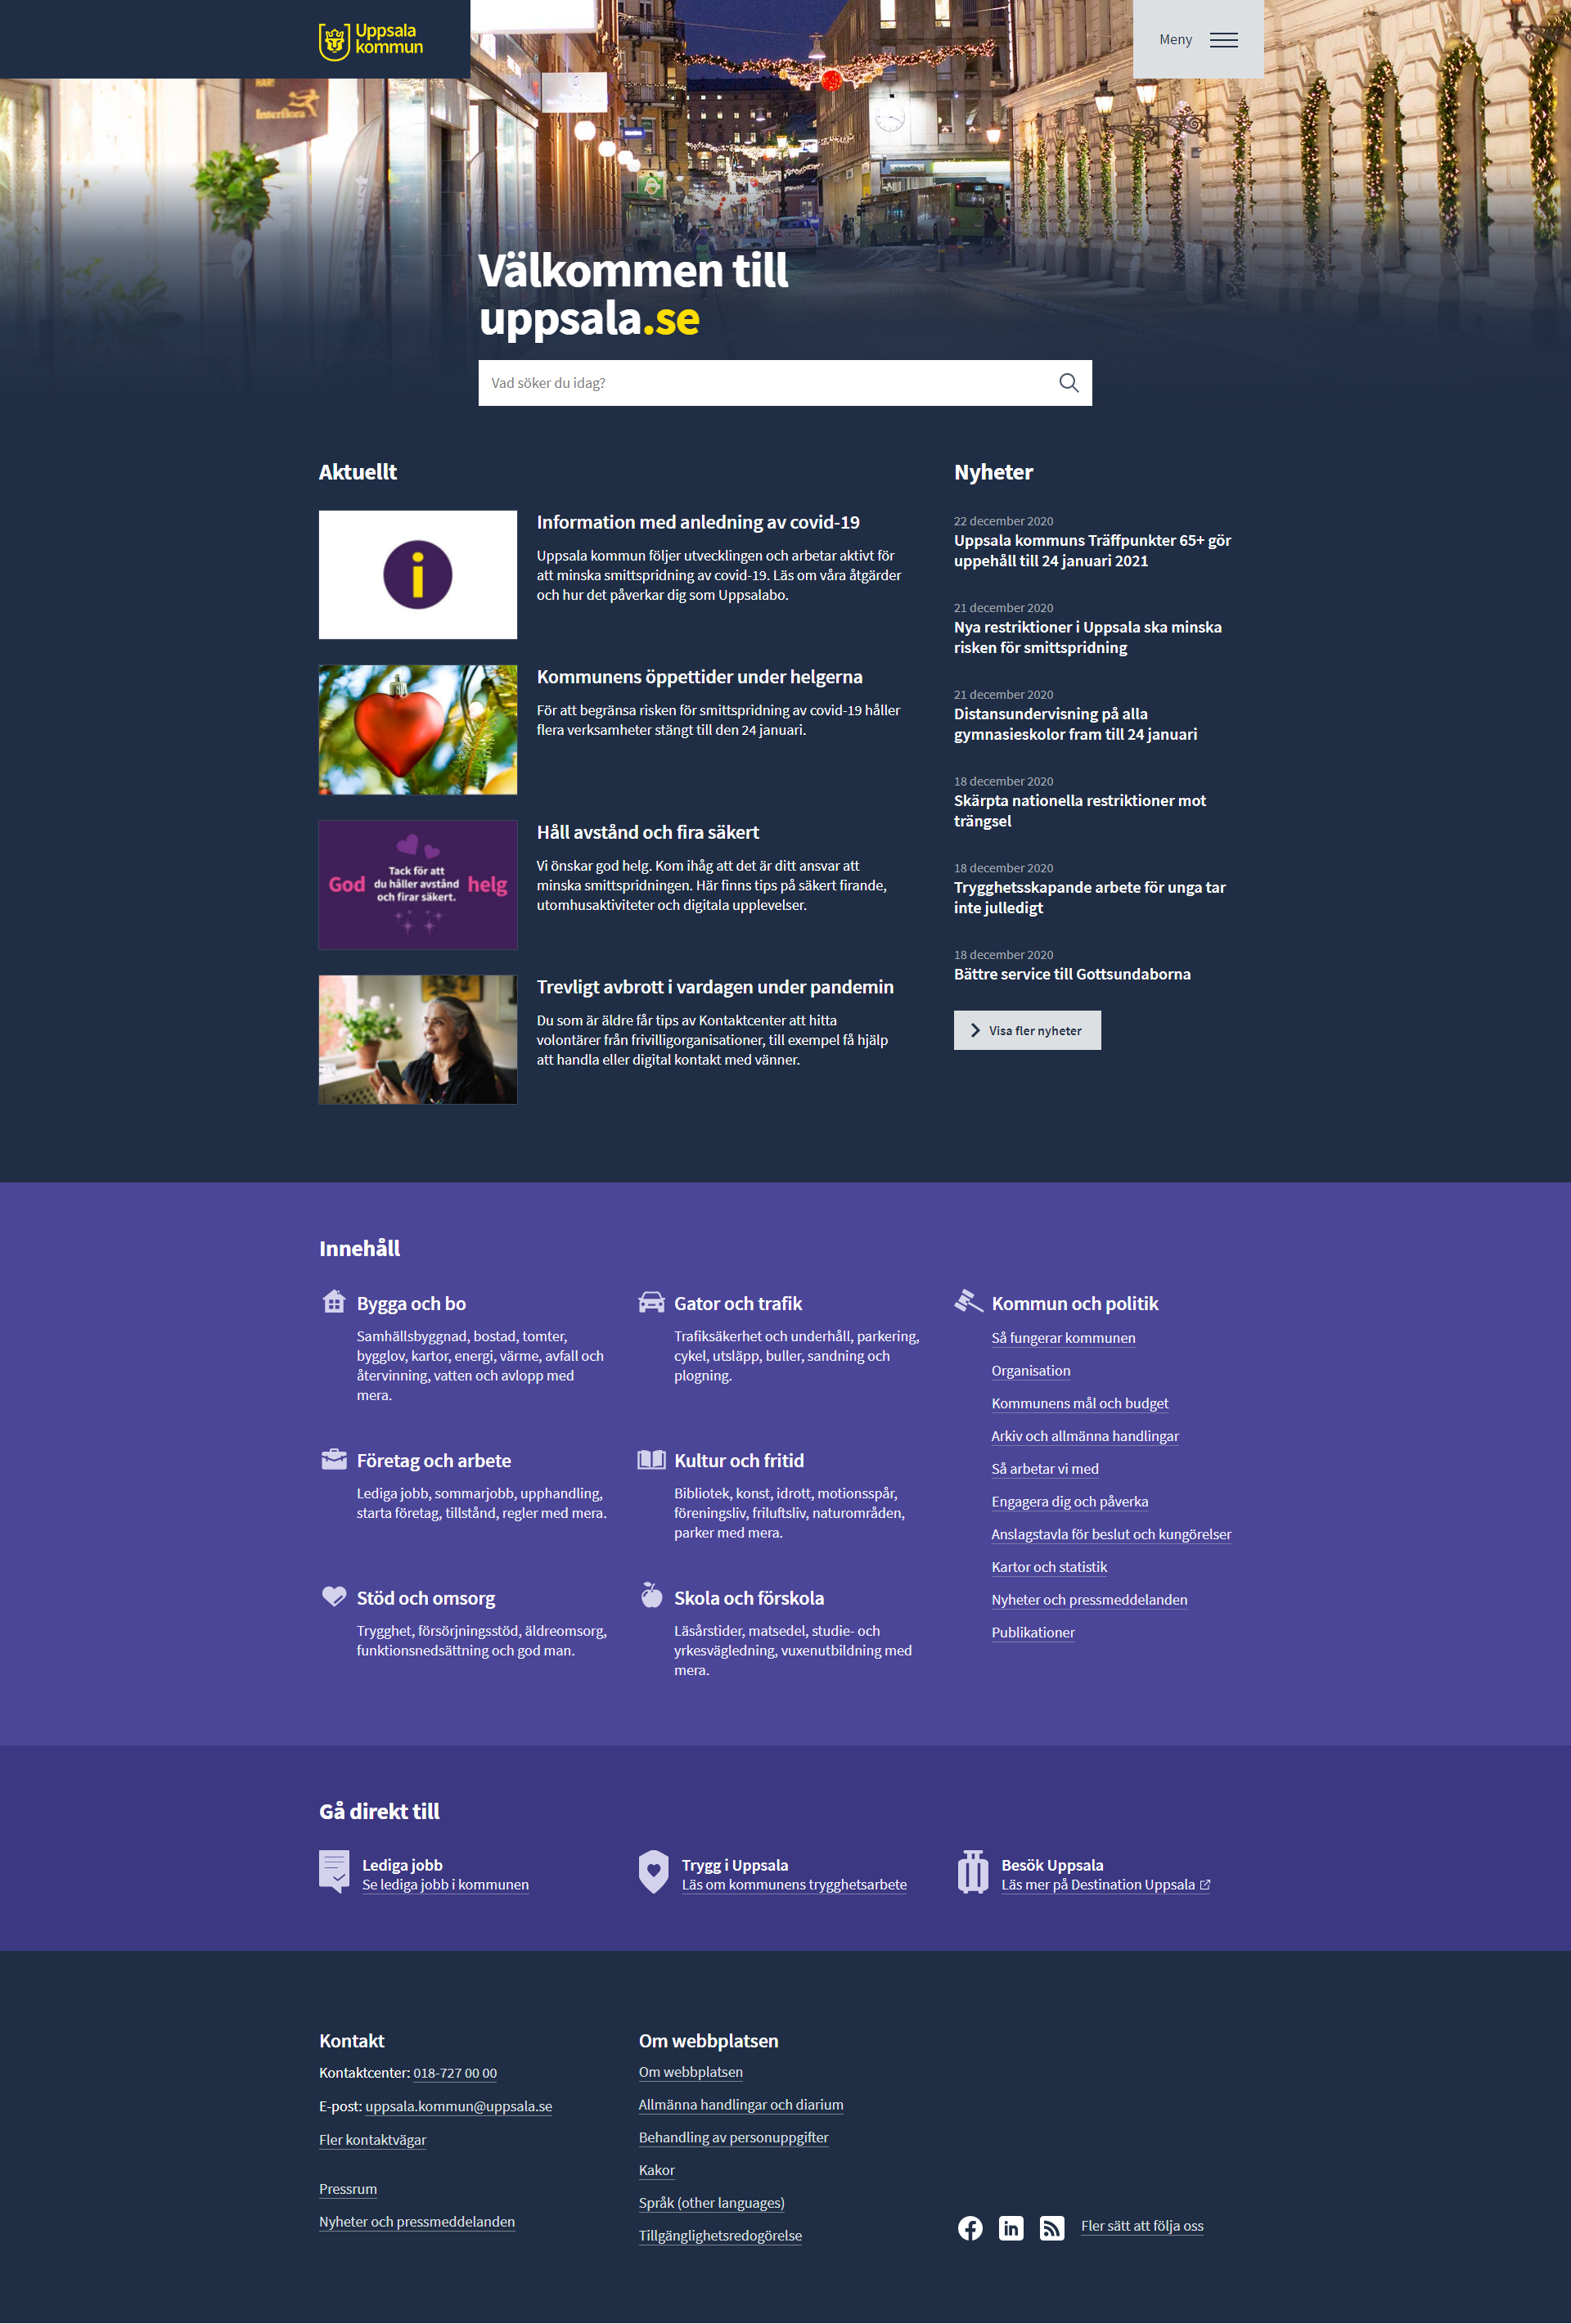 Uppsala
kommun
Meny
Interflora
Välkommen till
uppsala.se
Vad söker du idag?
Aktuellt
Information med anledning av covid-19
Uppsala kommun följer utvecklingen och arbetar aktivt för
att minska smittspridning av covid-19. Läs om våra åtgärder
och hur det påverkar dig som Uppsalabo.
Kommunens öppettider under helgerna
För att begränsa risken för smittspridning av covid-19 håller
flera verksamheter stängt till den 24 januari.
God
Tack för att
du håller avstånd
och firar säkert.
helg
Håll avstånd och fira säkert
Vi önskar god helg. Kom ihåg att det är ditt ansvar att
minska smittspridningen. Här finns tips på säkert firande,
utomhusaktiviteter och digitala upplevelser.
Trevligt avbrott i vardagen under pandemin
Du som är äldre får tips av Kontaktcenter att hitta
volontärer från frivilligorganisationer, till exempel få hjälp
att handla eller digital kontakt med vänner.
Nyheter
22 december 2020
Uppsala kommuns Träffpunkter 65+ gör
uppehåll till 24 januari 2021
21 december 2020
Nya restriktioner i Uppsala ska minska
risken för smittspridning
21 december 2020
Distansundervisning på alla
gymnasieskolor fram till 24 januari
18 december 2020
Skärpta nationella restriktioner mot
trängsel
18 december 2020
Trygghetsskapande arbete för unga tar
inte julledigt
18 december 2020
Bättre service till Gottsundaborna
Visa fler nyheter
Innehåll
Bygga och bo
Samhällsbyggnad, bostad, tomter,
bygglov, kartor, energi, värme, avfall och
återvinning, vatten och avlopp med
mera.
Gator och trafik
Trafiksäkerhet och underhåll, parkering,
cykel, utsläpp, buller, sandning och
plogning.
Företag och arbete
Lediga jobb, sommarjobb, upphandling,
starta företag, tillstånd, regler med mera.
Kultur och fritid
Bibliotek, konst, idrott, motionsspår,
föreningsliv, friluftsliv, naturområden,
parker med mera.
Stöd och omsorg
Trygghet, försörjningsstöd, äldreomsorg,
funktionsnedsättning och god man.
Skola och förskola
Läsårstider, matsedel, studie- och
yrkesvägledning, vuxenutbildning med
mera.
Kommun och politik
Så fungerar kommunen
Organisation
Kommunens mål och budget
Arkiv och allmänna handlingar
Så arbetar vi med
Engagera dig och påverka
Anslagstavla för beslut och kungörelser
Kartor och statistik
Nyheter och pressmeddelanden
Publikationer
Gå direkt till
Lediga jobb
Se lediga jobb i kommunen
Trygg i Uppsala
Läs om kommunens trygghetsarbete
Besök Uppsala
Läs mer på Destination Uppsala
Kontakt
Kontaktcenter: 018-727 00 00
E-post: uppsala.kommun@uppsala.se
Fler kontaktvägar
Pressrum
Nyheter och pressmeddelanden
Om webbplatsen
Om webbplatsen
Allmänna handlingar och diarium
Behandling av personuppgifter
Kakor
Språk (other languages)
Tillgänglighetsredogörelse
Fler sätt att följa oss